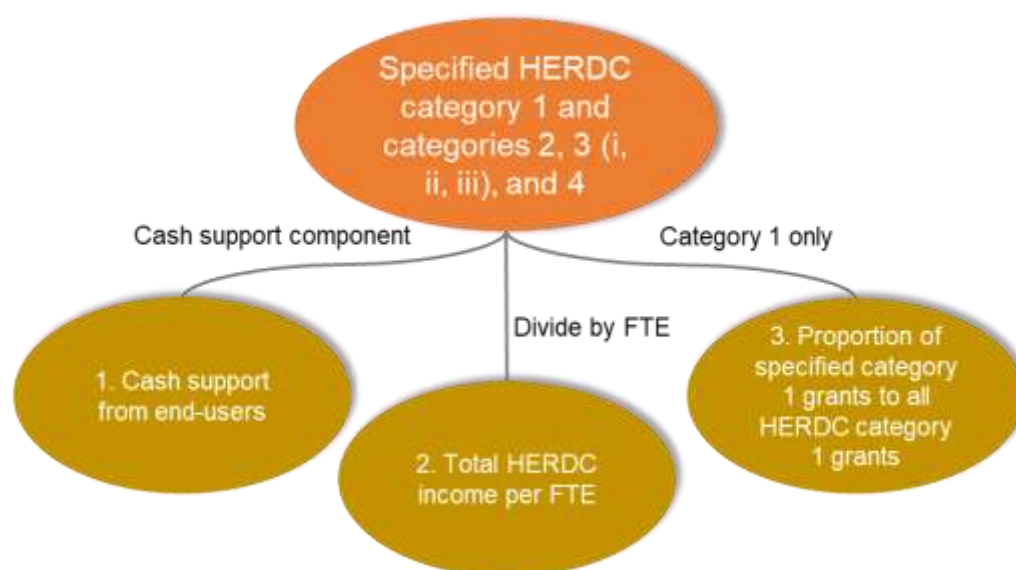 Specified HERDC
category 1 and
categories 2, 3 (i,
ii, iii), and 4
Cash support component
Category 1 only
Divide by FTE
1. Cash support
from end-users
2. Total HERDC
income per FTE
3. Proportion of
specified category
1 grants to all
HERDC category
1 grants